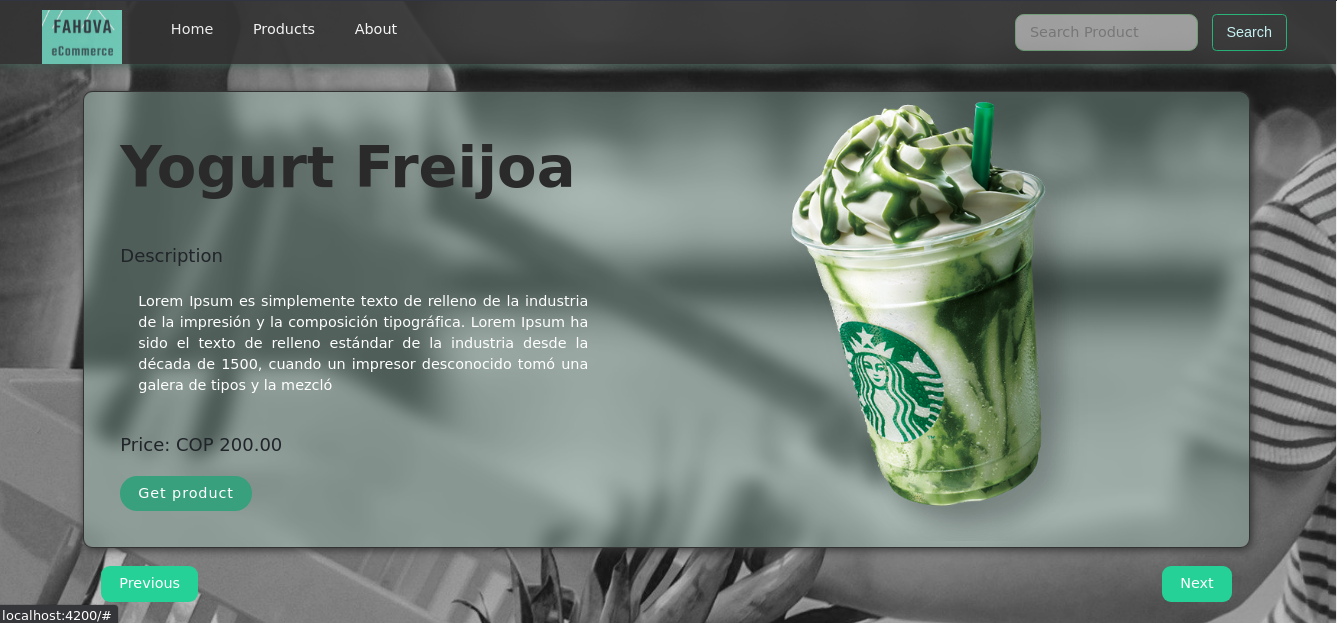 FAHOVA
eCommerce
Home
Products
About
Search Product
Search
Yogurt Freijoa
Description
Lorem Ipsum es simplemente texto de relleno de la industria
de la impresión y la composición tipográfica. Lorem Ipsum ha
sido el texto de relleno estándar de la industria desde la
década de 1500, cuando un impresor desconocido tomó una
galera de tipos y la mezcló
Price: COP 200.00
Get product
Previous
Next
localhost:4200/#